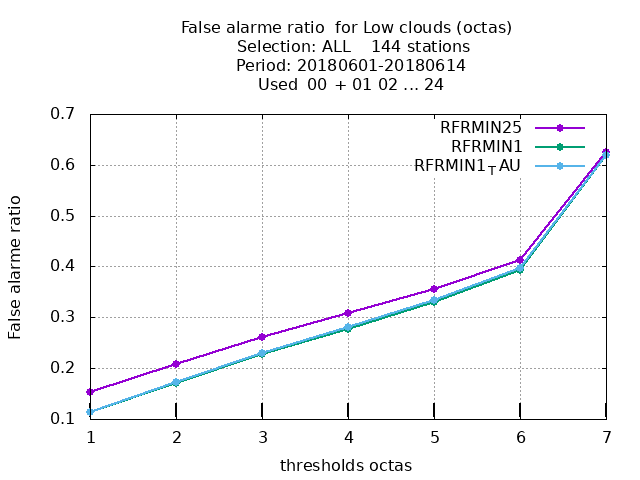 False alarme ratio  for Low clouds (octas)
Selection: ALL    144 stations
Period: 20180601-20180614
Used  00  + 01 02 ... 24
RFRMIN25
RFRMIN1
RFRMIN1TAU
False alarme ratio
0.7
0.6
0.5
0.4
0.3
0.2
0.1
1 2 3 4 5 6 7
thresholds octas